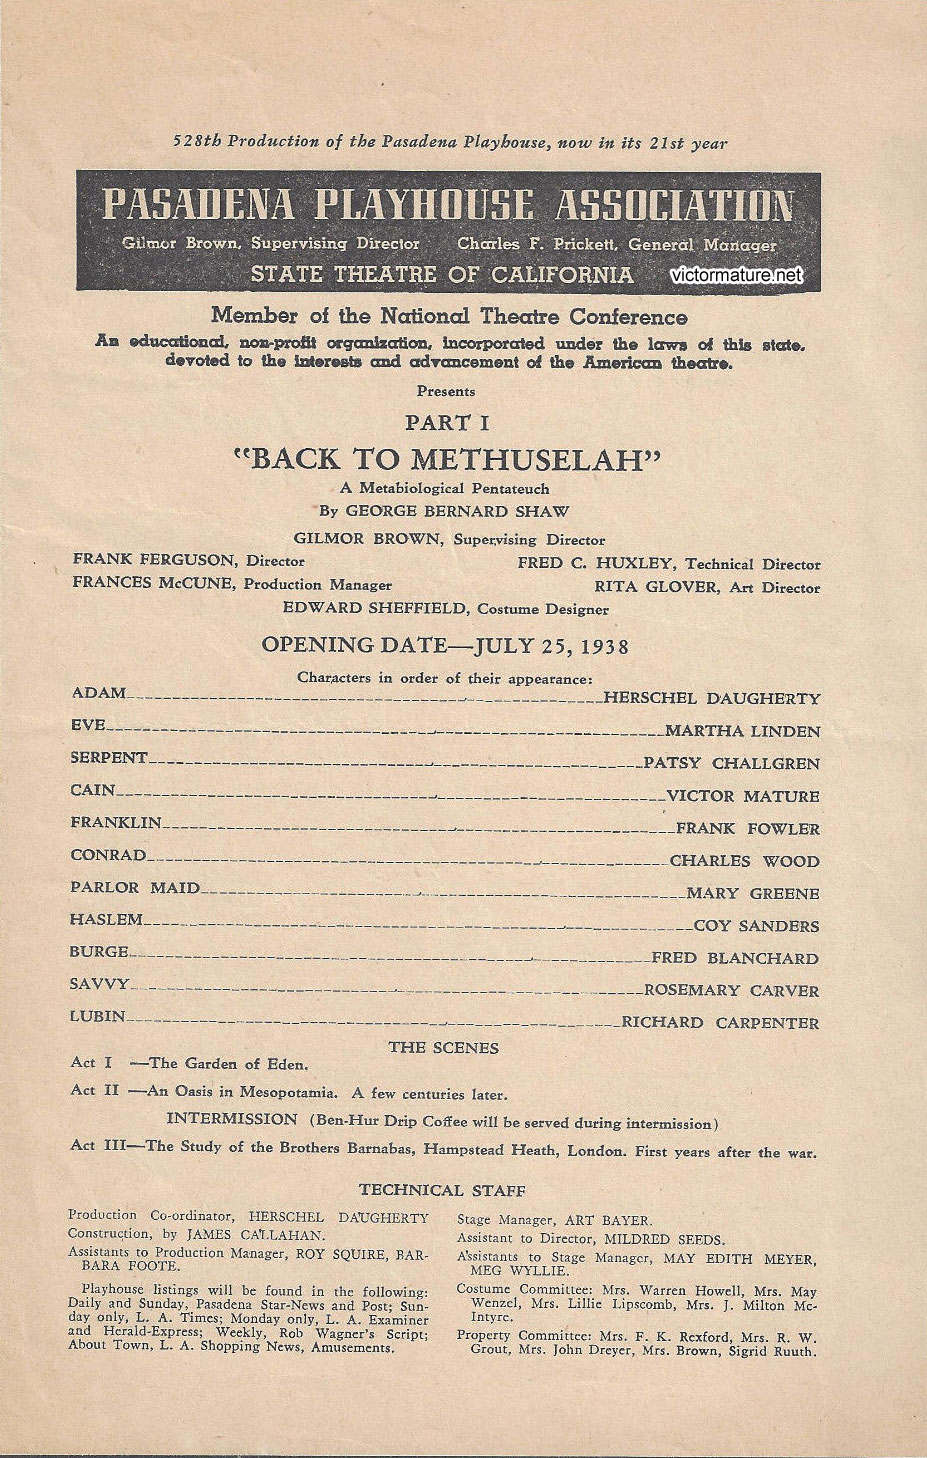 528th Production of the Pasadena Playhouse, now in its 21st year
PASADENA PLAYHOUSE ASSOCIATION
Gilmor Brown, Supervising Director Charles F. Prickett, General Manager
STATE THEATRE OF CALIFORNIA victormature.net
Member of the National Theatre Conference
An educational, non-profit organization, incorporated under the laws of this state,
devoted to the interests and advancement of the American theatre.
Presents
PART I
"BACK TO METHUSELAH"
A Metabiological Pentateuch
By GEORGE BERNARD SHAW
GILMOR BROWN, Supervising Director
FRANK FERGUSON, Director FRED C. HUXLEY, Technical Director
FRANCES McCUNE, Production Manager RITA GLOVER, Art Director
EDWARD SHEFFIELD, Costume Designer
OPENING DATE—JULY 25, 1938
Characters in order of their appearance:
ADAM HERSCHEL DAUGHERTY
EVE MARTHA LINDEN
SERPENT PATSY CHALLGREN
CAIN VICTOR MATURE
FRANKLIN FRANK FOWLER
CONRAD CHARLES WOOD
PARLOR MAID MARY GREENE
HASLEM COY SANDERS
BURGE FRED BLANCHARD
SAVVY ROSEMARY CARVER
LUBIN RICHARD CARPENTER
THE SCENES
Act I —The Garden of Eden.
Act II —An Oasis in Mesopotamia. A few centuries later.
INTERMISSION (Ben-Hur Drip Coffee will be served during intermission)
Act III—The Study of the Brothers Barnabas, Hampstead Heath, London. First years after the war.
TECHNICAL STAFF
Production Co-ordinator, HERSCHEL DAUGHERTY
Construction, by JAMES CALLAHAN.
Assistants to Production Manager, ROY SQUIRE, BAR-
BARA FOOTE.
Playhouse listings will be found in the following:
Daily and Sunday, Pasadena Star-News and Post; Sun-
day only, L. A. Times; Monday only, L. A. Examiner
and Herald-Express; Weekly, Rob Wagner's Script;
About Town, L. A. Shopping News, Amusements.
Stage Manager, ART BAYER.
Assistant to Director, MILDRED SEEDS.
Assistants to Stage Manager, MAY EDITH MEYER,
MEG WYLLIE.
Costume Committee: Mrs. Warren Howell, Mrs. May
Wenzel, Mrs. Lillie Lipscomb, Mrs. J. Milton Mc-
Intyre.
Property Committee: Mrs. F. K. Rexford, Mrs. R. W.
Grout, Mrs. John Dreyer, Mrs. Brown, Sigrid Ruuth.